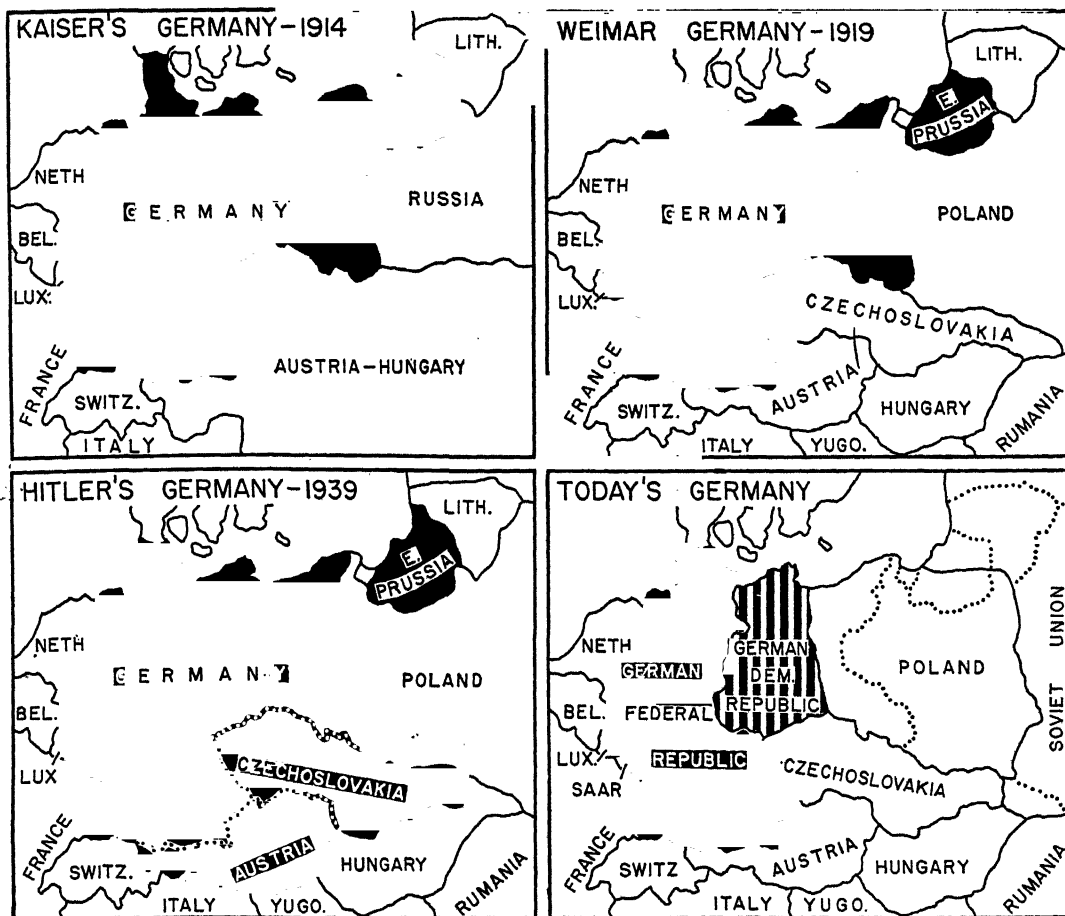 KAISER'S GERMANY-1914
LITH.
NETH
RUSSIA
GERMANY
BEL.
LUX.
AUSTRIA-HUNGARY
FRANCE
SWITZ.
ITALY
WEIMAR GERMANY-1919
LITH.
E.
PRUSSIA
NETH
GERMANY
POLAND
BEL.
LUX.
CZECHOSLOVAKIA
FRANCE
AUSTRIA
SWITZ.
HUNGARY
RUMANIA
ITALY
YUGO.
HITLER'S GERMANY-1939
LITH.
E.
PRUSSIA
NETH
GERMANY
POLAND
BEL.
LUX
CZECHOSLOVAKIA
FRANCE
SWITZ.
AUSTRIA
HUNGARY
RUMANIA
ITALY
YUGO.
TODAY'S GERMANY
SOVIET UNION
NETH
GERMAN
DEM.
REPUBLIC
POLAND
GERMAN
BEL.
FEDERAL
LUX.
REPUBLIC
SAAR
CZECHOSLOVAKIA
FRANCE
SWITZ
AUSTRIA
HUNGARY
RUMANIA
ITALY
YUGO.